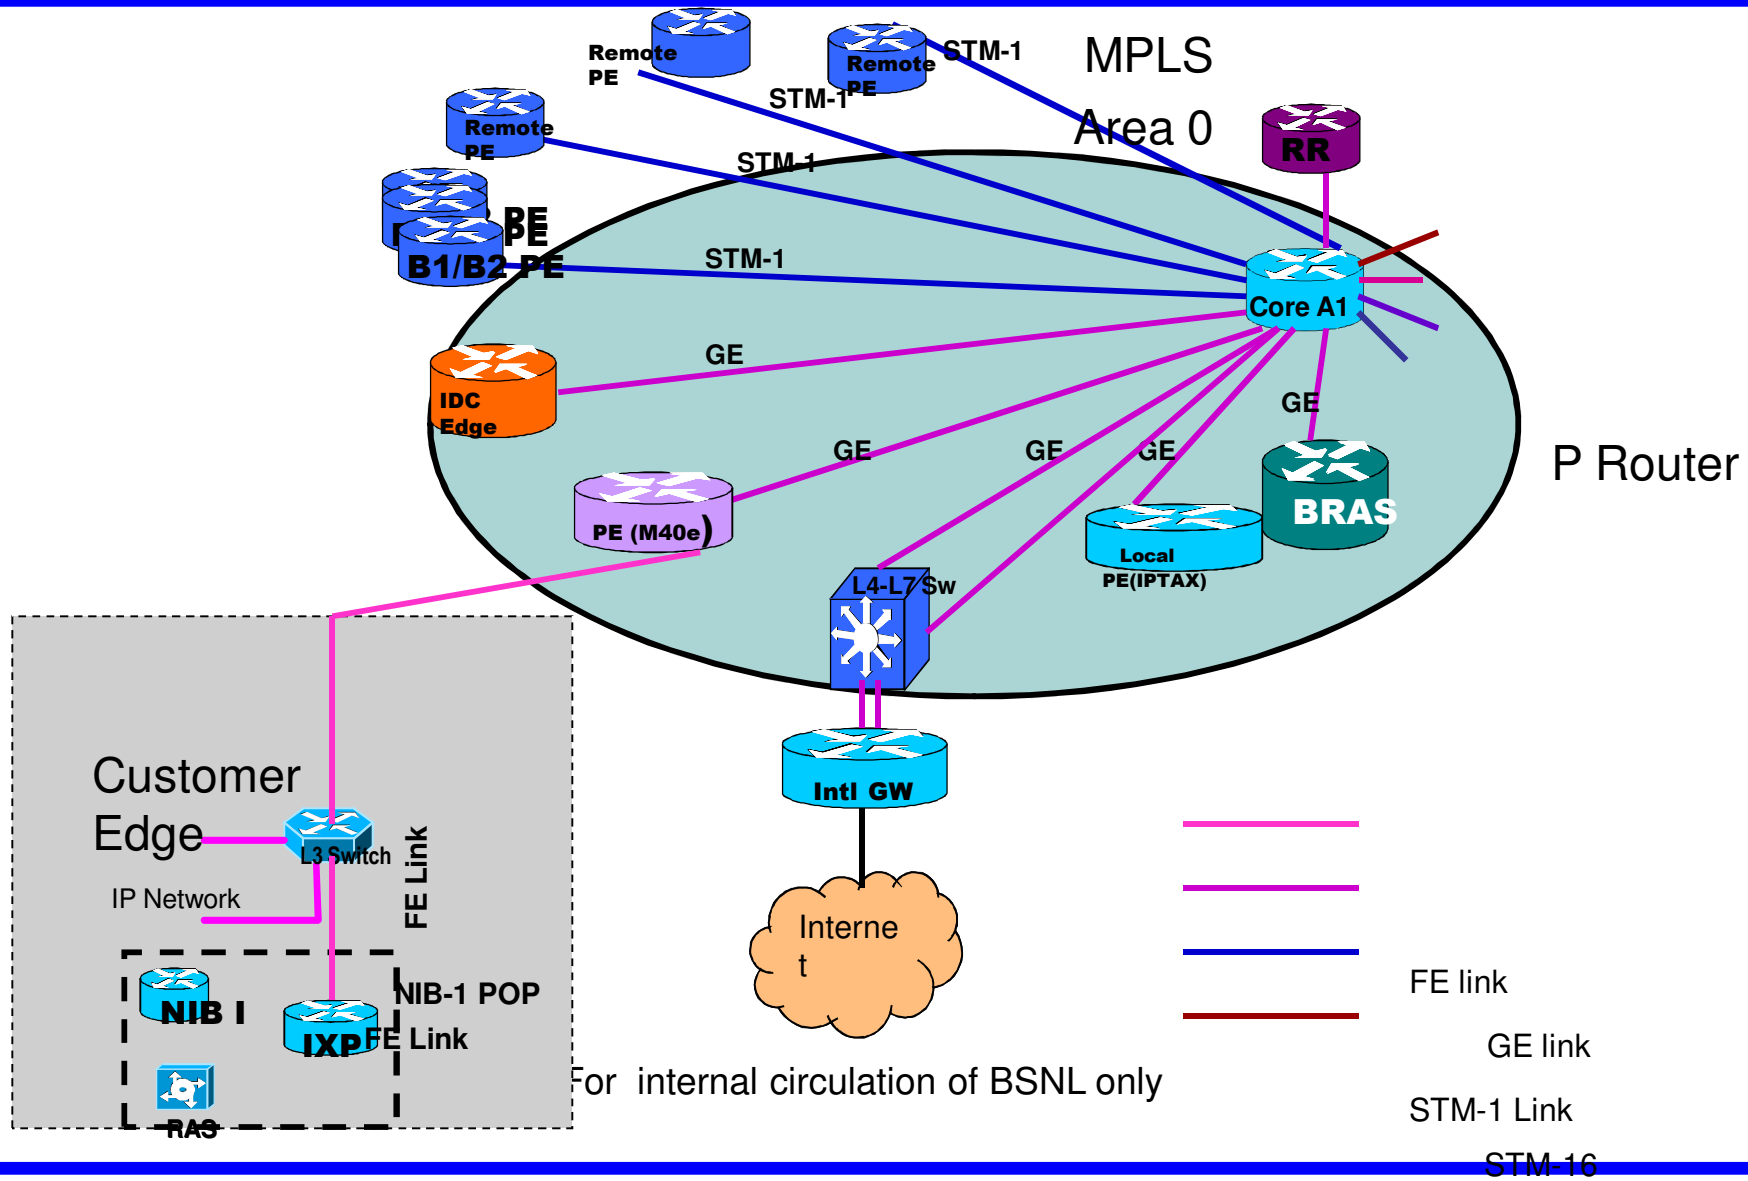 Remote
PE
Remote
PE
STM-1
MPLS
STM-1
Area 0
Remote
PE
RR
STM-1
PE
PE
B1/B2 PE
STM-1
Core A1
GE
IDC
Edge
GE
GE
GE
GE
P Router
BRAS
PE (M40e)
Local
PE(IPTAX)
L4-L7 Sw
Customer
Edge
Intl GW
L3 Switch
FE Link
IP Network
Interne
t
NIB-1 POP
NIB I
FE Link
IXP
RAS
For internal circulation of BSNL only
FE link
GE link
STM-1 Link
STM-16